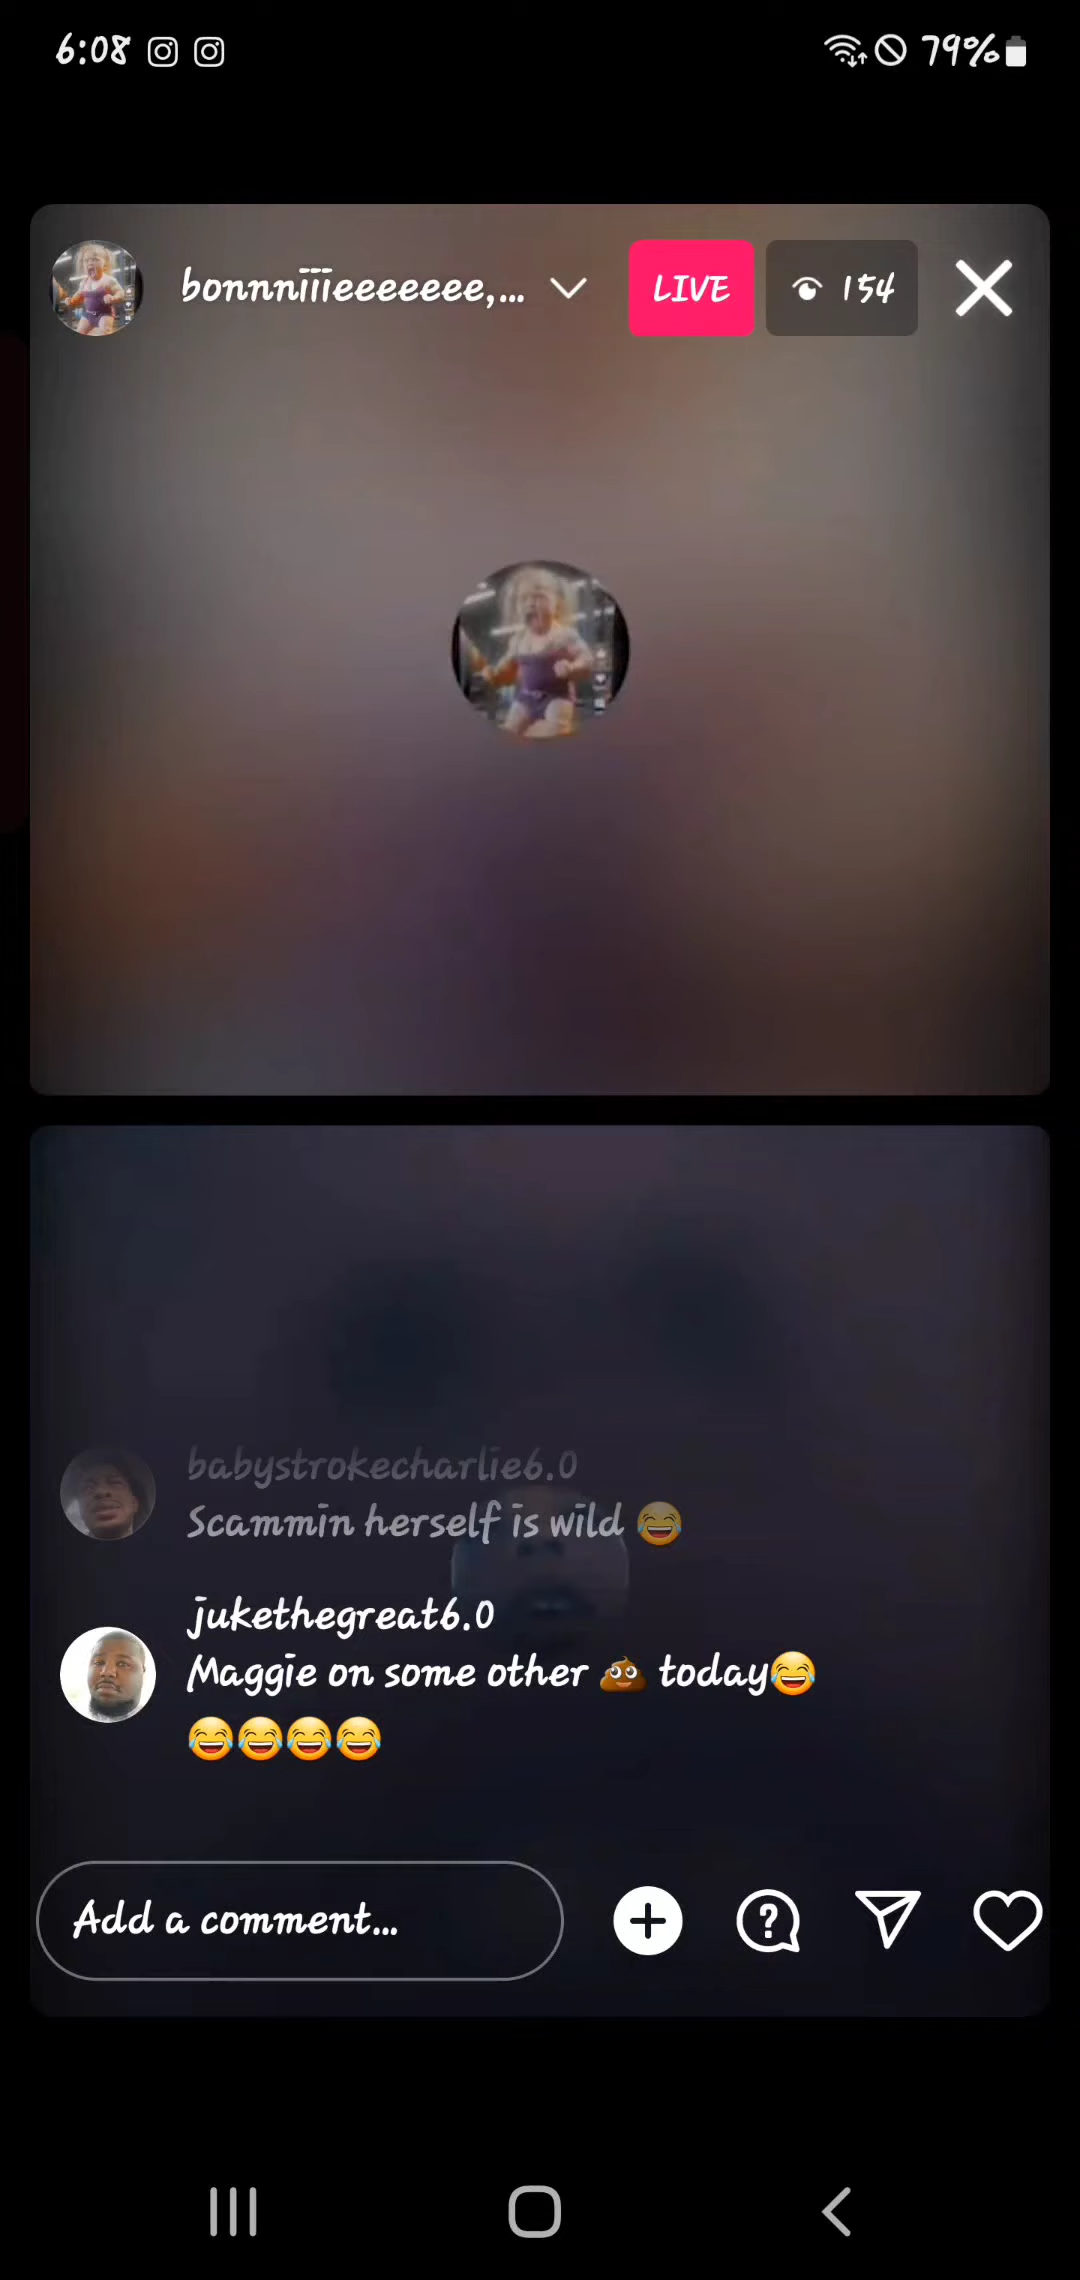 6:08 79%
bonnniiieeeeeee,... LIVE 154
babystrokecharlie6.0
Scammin herself is wild 😂
jukethegreat6.0
Maggie on some other 💩 today😂
😂😂😂😂
Add a comment...